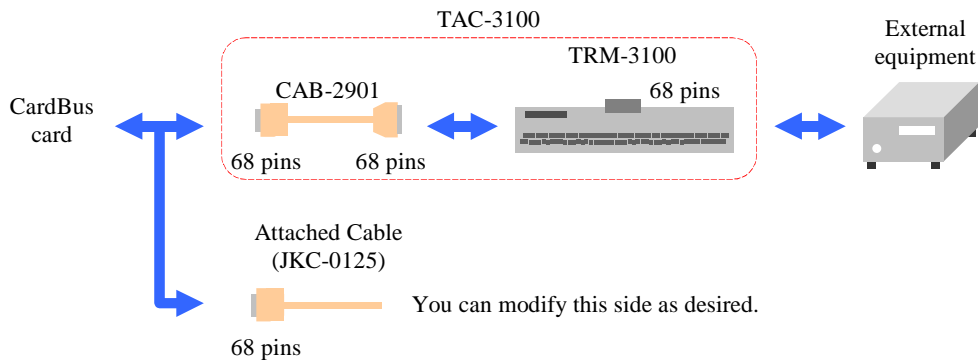 TAC-3100
External
equipment
TRM-3100
CAB-2901
68 pins
CardBus
card
68 pins
68 pins
Attached Cable
(JKC-0125)
You can modify this side as desired.
68 pins